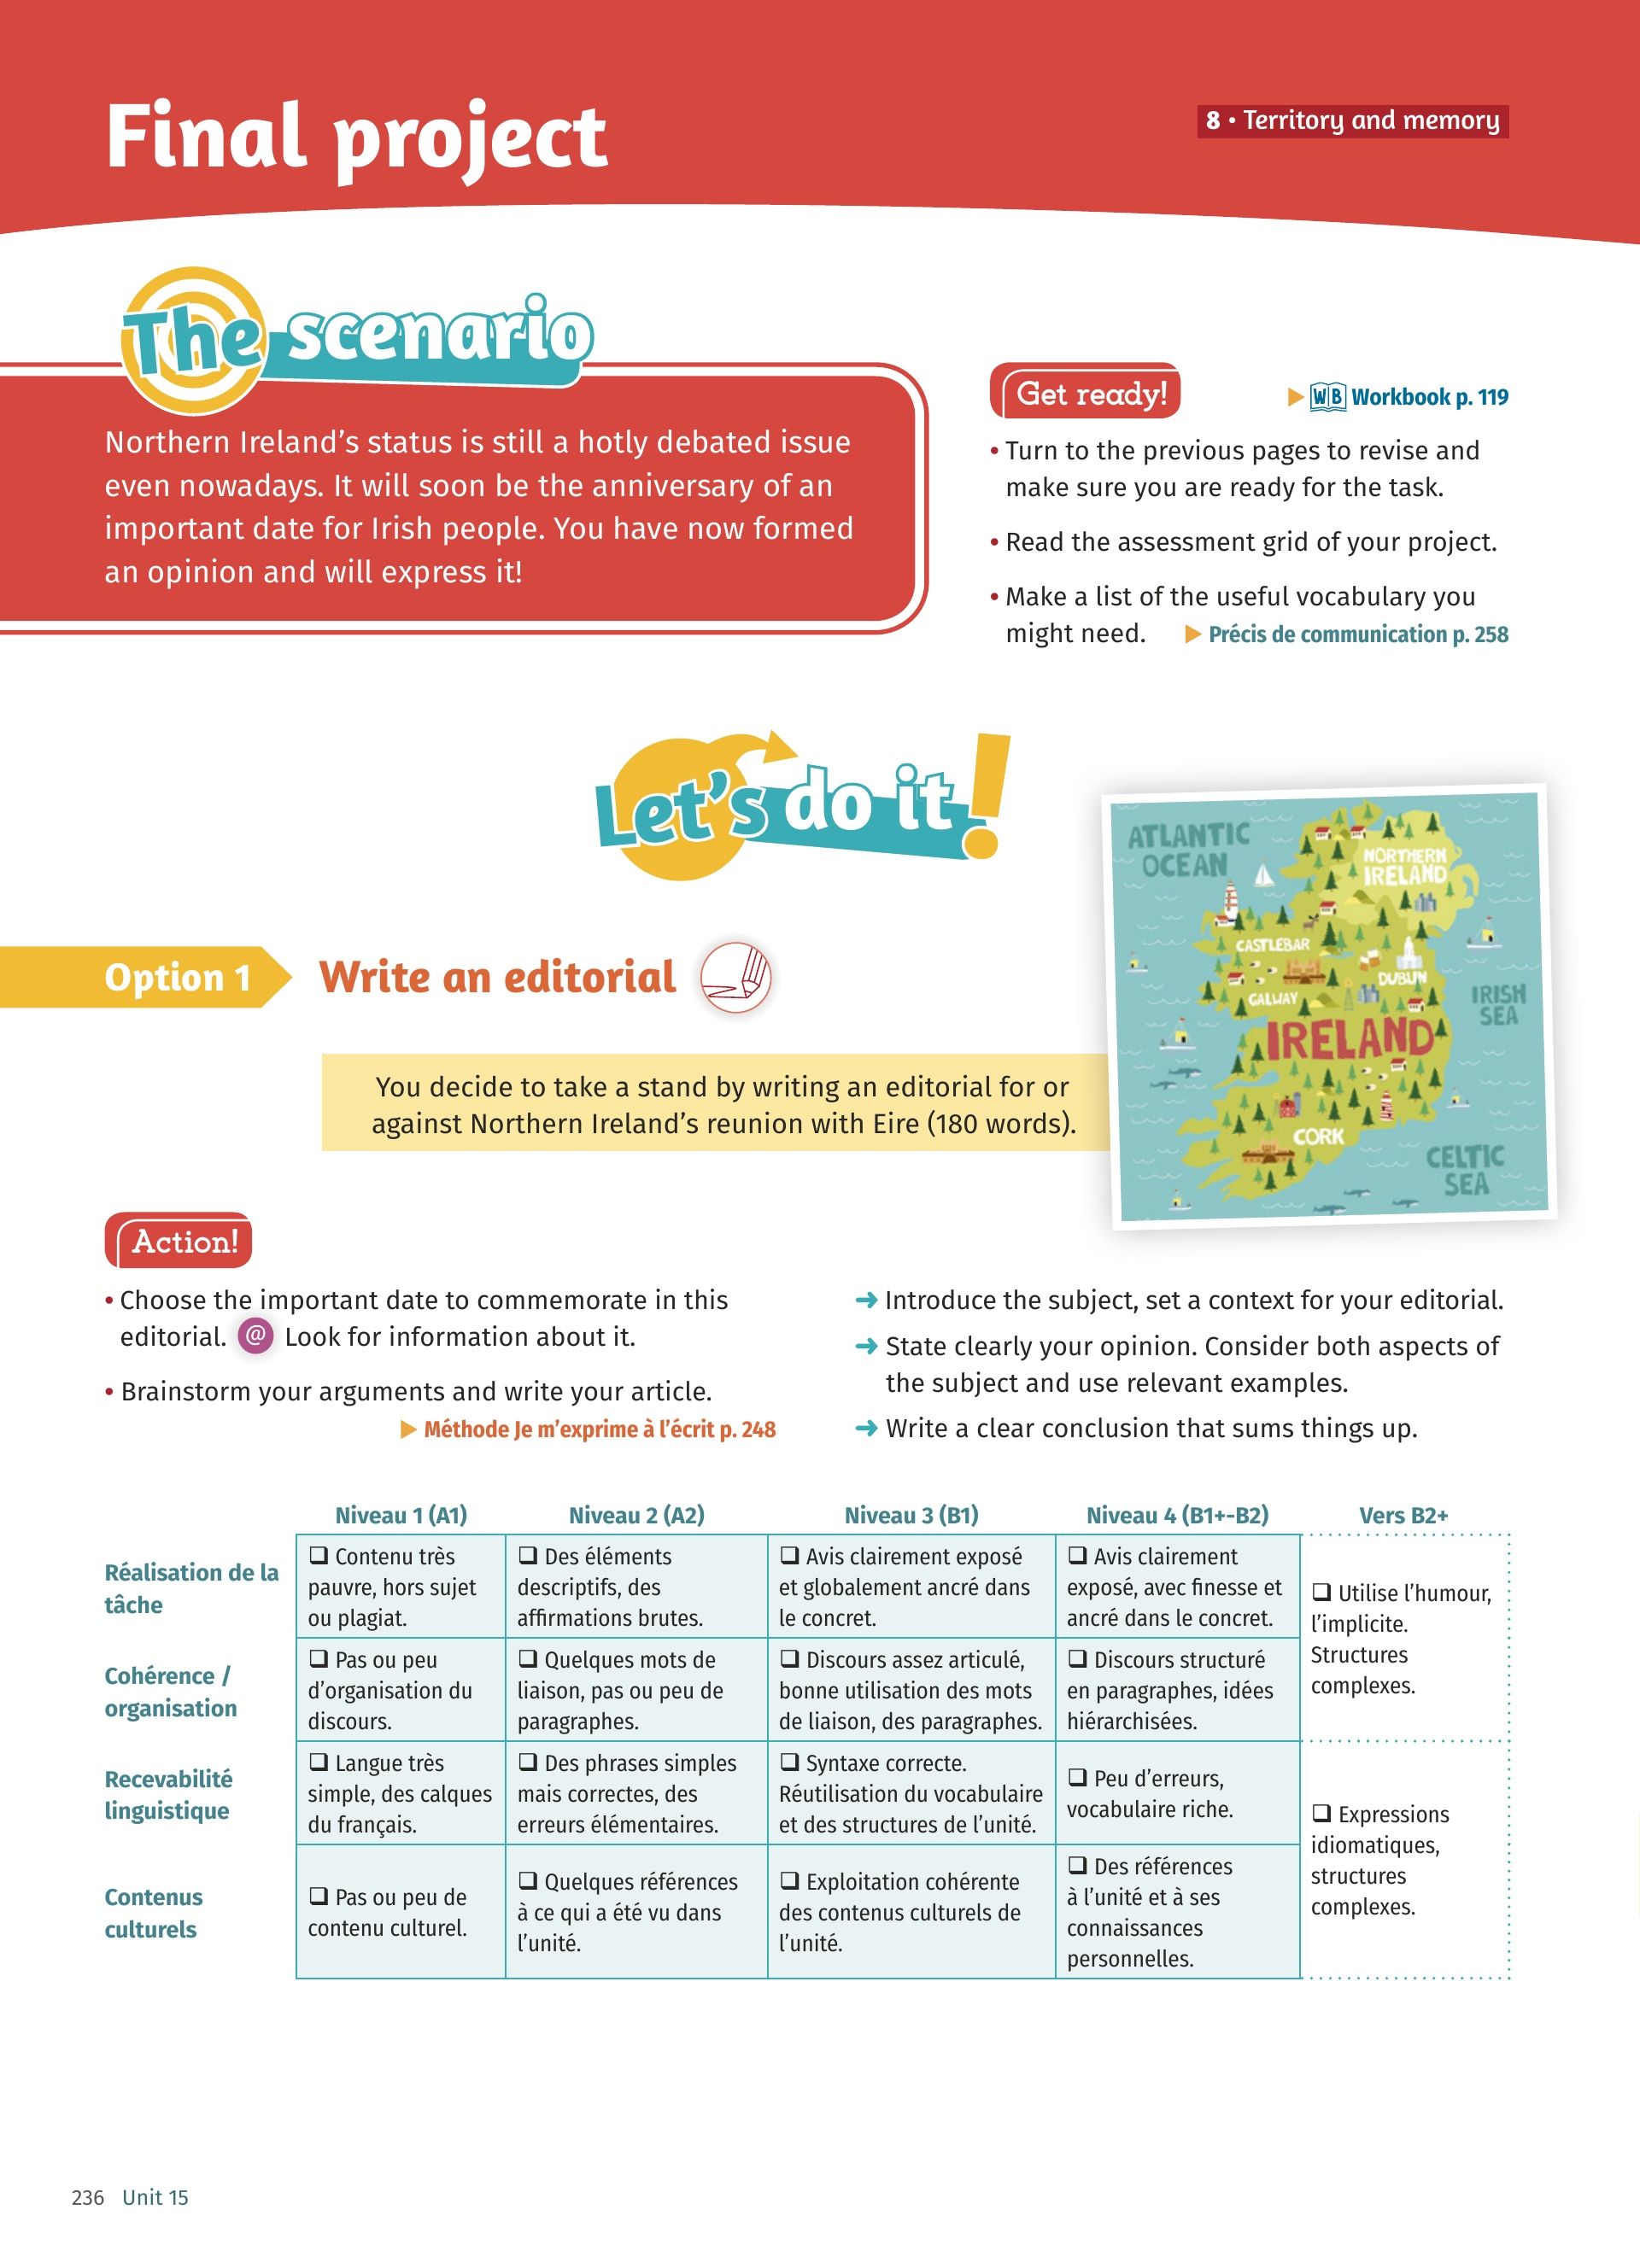 Final project
8 • Territory and memory
The scenario
Northern Ireland’s status is still a hotly debated issue
even nowadays. It will soon be the anniversary of an
important date for Irish people. You have now formed
an opinion and will express it!
Get ready!
WB Workbook p. 119
• Turn to the previous pages to revise and
make sure you are ready for the task.
• Read the assessment grid of your project.
• Make a list of the useful vocabulary you
might need. Précis de communication p. 258
Let’s do it!
ATLANTIC
OCEAN
NORTHERN
IRELAND
CASTLEBAR
DUBLIN
GALWAY
IRISH
SEA
IRELAND
CORK
CELTIC
SEA
Option 1
Write an editorial
You decide to take a stand by writing an editorial for or
against Northern Ireland’s reunion with Eire (180 words).
Action!
• Choose the important date to commemorate in this
editorial. @ Look for information about it.
• Brainstorm your arguments and write your article.
Méthode Je m’exprime à l’écrit p. 248
➜ Introduce the subject, set a context for your editorial.
➜ State clearly your opinion. Consider both aspects of
the subject and use relevant examples.
➜ Write a clear conclusion that sums things up.
Niveau 1 (A1)
Niveau 2 (A2)
Niveau 3 (B1)
Niveau 4 (B1+-B2)
Vers B2+
Réalisation de la
tâche
❑ Contenu très
pauvre, hors sujet
ou plagiat.
❑ Des éléments
descriptifs, des
affirmations brutes.
❑ Avis clairement exposé
et globalement ancré dans
le concret.
❑ Avis clairement
exposé, avec finesse et
ancré dans le concret.
❑ Utilise l’humour,
l’implicite.
Structures
complexes.
Cohérence /
organisation
❑ Pas ou peu
d’organisation du
discours.
❑ Quelques mots de
liaison, pas ou peu de
paragraphes.
❑ Discours assez articulé,
bonne utilisation des mots
de liaison, des paragraphes.
❑ Discours structuré
en paragraphes, idées
hiérarchisées.
Recevabilité
linguistique
❑ Langue très
simple, des calques
du français.
❑ Des phrases simples
mais correctes, des
erreurs élémentaires.
❑ Syntaxe correcte.
Réutilisation du vocabulaire
et des structures de l’unité.
❑ Peu d’erreurs,
vocabulaire riche.
❑ Expressions
idiomatiques,
structures
complexes.
Contenus
culturels
❑ Pas ou peu de
contenu culturel.
❑ Quelques références
à ce qui a été vu dans
l’unité.
❑ Exploitation cohérente
des contenus culturels de
l’unité.
❑ Des références
à l’unité et à ses
connaissances
personnelles.
236 Unit 15